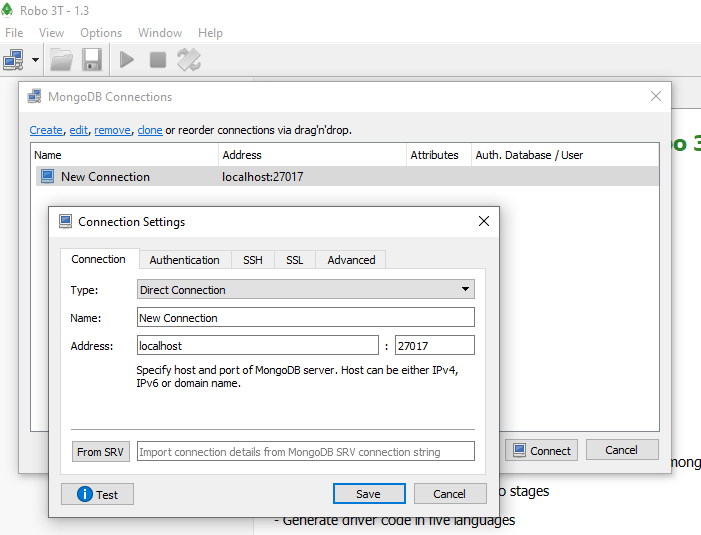 Robo 3T - 1.3
File View Options Window Help
MongoDB Connections
Create, edit, remove, clone or reorder connections via drag'n'drop.
Name Address Attributes Auth. Database / User
New Connection localhost:27017
Connection Settings
Connection Authentication SSH SSL Advanced
Type: Direct Connection
Name: New Connection
Address: localhost : 27017
Specify host and port of MongoDB server. Host can be either IPv4,
IPv6 or domain name.
From SRV Import connection details from MongoDB SRV connection string
Connect Cancel
Test Save Cancel
stages
- Generate driver code in five languages